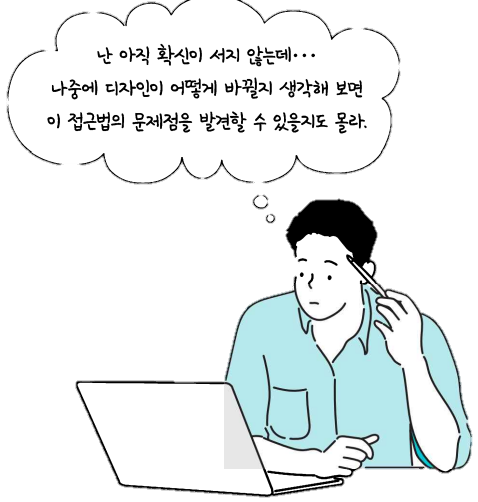 난 아직 확신이 서지 않는데···
나중에 디자인이 어떻게 바뀔지 생각해 보면
이 접근법의 문제점을 발견할 수 있을지도 몰라.